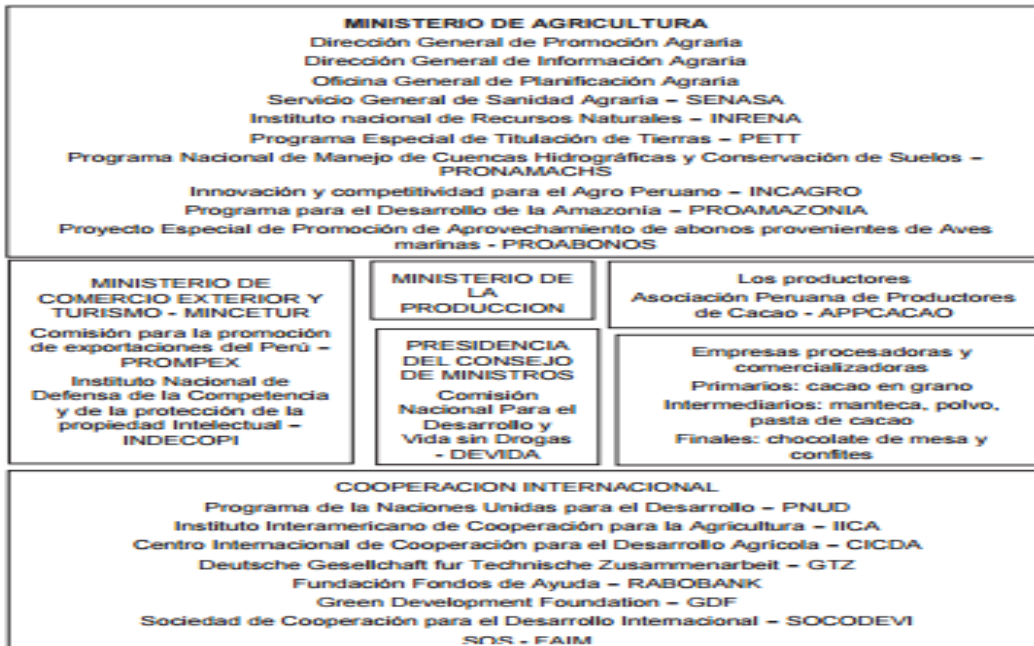 MINISTERIO DE AGRICULTURA
Dirección General de Promoción Agraria
Dirección General de Información Agraria
Oficina General de Planificación Agraria
Servicio General de Sanidad Agraria – SENASA
Instituto nacional de Recursos Naturales – INRENA
Programa Especial de Titulación de Tierras – PETT
Programa Nacional de Manejo de Cuencas Hidrográficas y Conservación de Suelos –
PRONAMACHS
Innovación y competitividad para el Agro Peruano – INCAGRO
Programa para el Desarrollo de la Amazonía – PROAMAZONIA
Proyecto Especial de Promoción de Aprovechamiento de abonos provenientes de Aves
marinas - PROABONOS
MINISTERIO DE
COMERCIO EXTERIOR Y
TURISMO - MINCETUR
Comisión para la promoción
de exportaciones del Perú –
PROMPEX
Instituto Nacional de
Defensa de la Competencia
y de la protección de la
propiedad Intelectual –
INDECOPI
MINISTERIO DE
LA
PRODUCCION
PRESIDENCIA
DEL CONSEJO
DE MINISTROS
Comisión
Nacional Para el
Desarrollo y
Vida sin Drogas
- DEVIDA
Los productores
Asociación Peruana de Productores
de Cacao - APPCACAO
Empresas procesadoras y
comercializadoras
Primarios: cacao en grano
Intermediarios: manteca, polvo,
pasta de cacao
Finales: chocolate de mesa y
confites
COOPERACION INTERNACIONAL
Programa de la Naciones Unidas para el Desarrollo – PNUD
Instituto Interamericano de Cooperación para la Agricultura – IICA
Centro Internacional de Cooperación para el Desarrollo Agrícola – CICDA
Deutsche Gesellchaft fur Technische Zusammenarbeit – GTZ
Fundación Fondos de Ayuda – RABOBANK
Green Development Foundation – GDF
Sociedad de Cooperación para el Desarrollo Internacional – SOCODEVI
SOS - FAIM